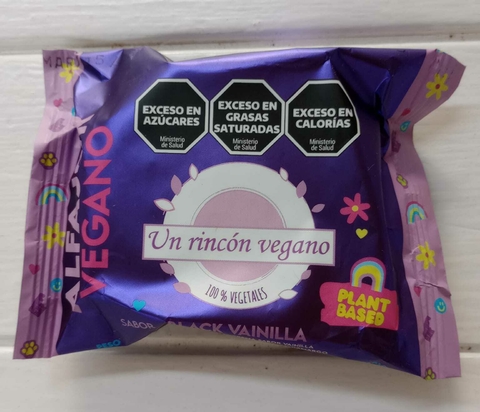 EXCESO EN
AZÚCARES
Ministerio
de Salud
EXCESO EN
GRASAS
SATURADAS
Ministerio
de Salud
EXCESO EN
CALORÍAS
Ministerio
de Salud
VEGANO
Un rincón vegano
100 % VEGETALES
PLANT
BASED
SABOR BLACK VAINILLA